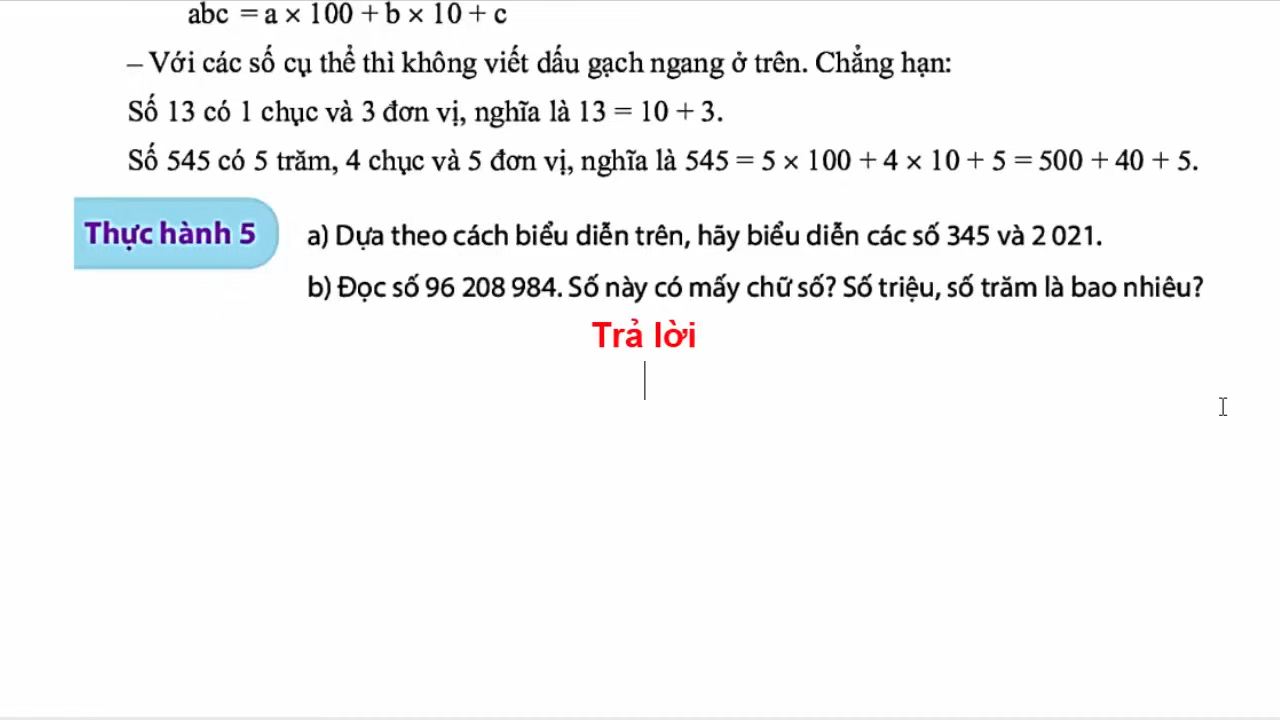 abc = a × 100 + b × 10 + c
– Với các số cụ thể thì không viết dấu gạch ngang ở trên. Chẳng hạn:
Số 13 có 1 chục và 3 đơn vị, nghĩa là 13 = 10 + 3.
Số 545 có 5 trăm, 4 chục và 5 đơn vị, nghĩa là 545 = 5 × 100 + 4 × 10 + 5 = 500 + 40 + 5.
Thực hành 5 a) Dựa theo cách biểu diễn trên, hãy biểu diễn các số 345 và 2 021.
b) Đọc số 96 208 984. Số này có mấy chữ số? Số triệu, số trăm là bao nhiêu?
Trả lời